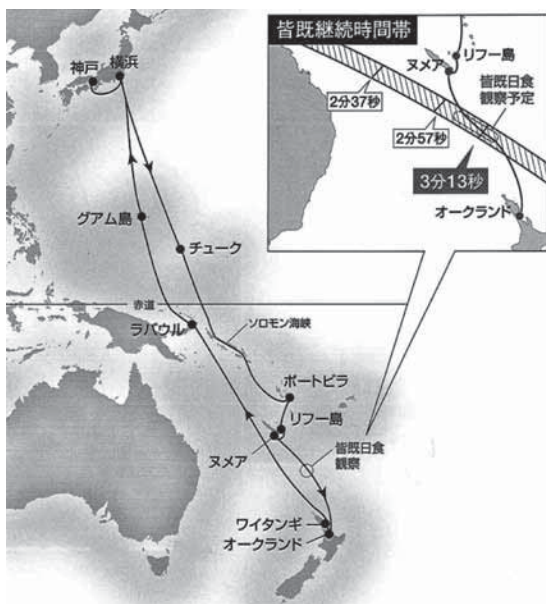 皆既継続時間帯
リフー島
ヌメア
皆既日食
観察予定
2分37秒
2分57秒
3分13秒
オークランド
神戸
横浜
グアム島
チューク
赤道
ラバウル
ソロモン海峡
ポートビラ
リフー島
ヌメア
皆既日食
観察
ワイタンギ
オークランド